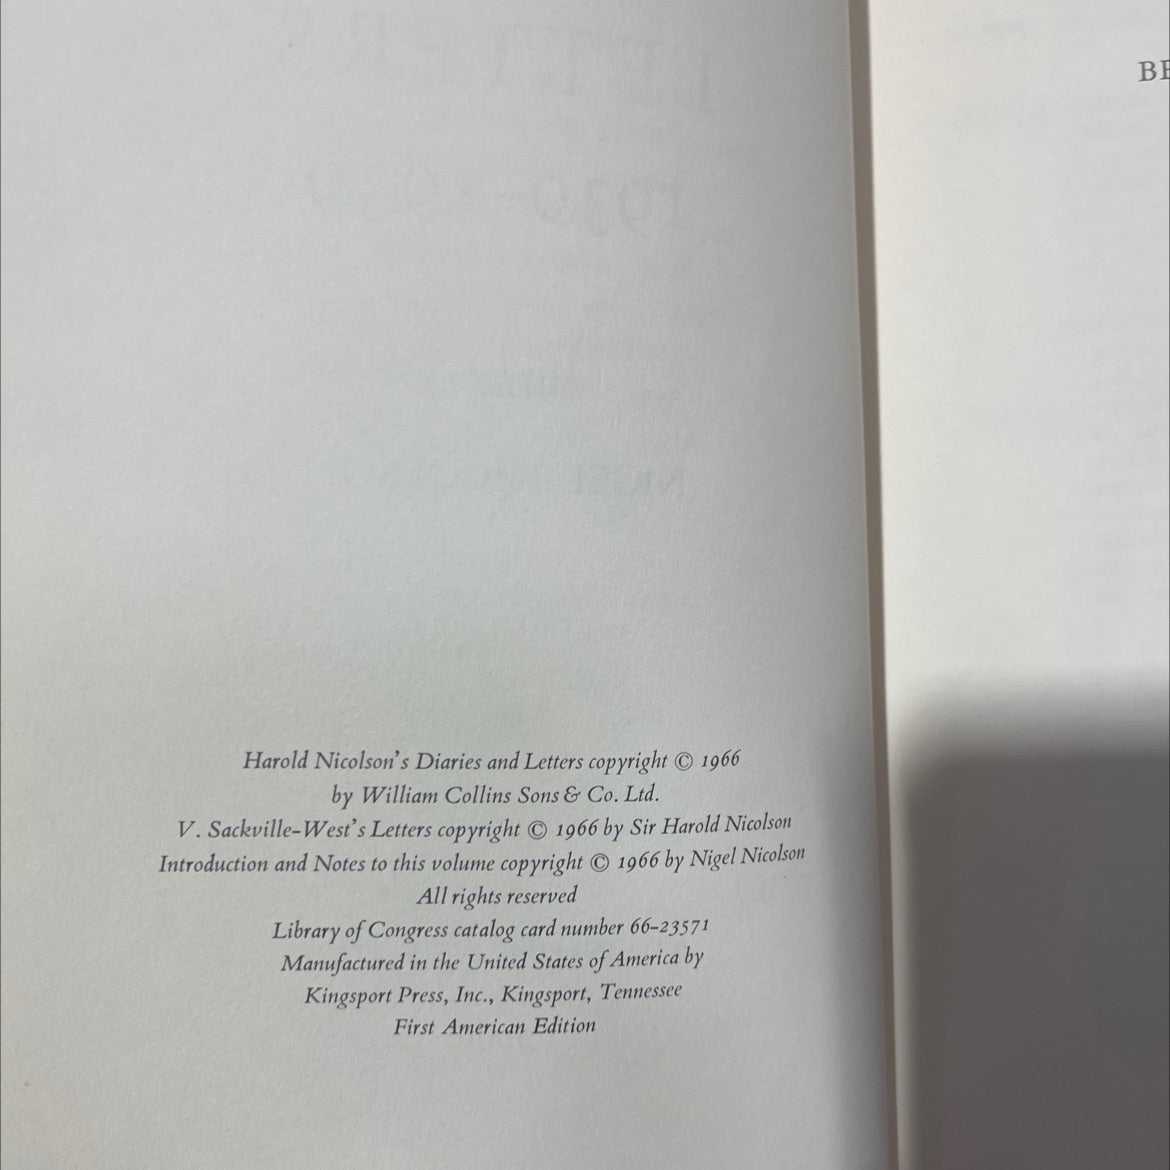 BE
Harold Nicolson's Diaries and Letters copyright © 1966
by William Collins Sons & Co. Ltd.
V. Sackville-West's Letters copyright © 1966 by Sir Harold Nicolson
Introduction and Notes to this volume copyright © 1966 by Nigel Nicolson
All rights reserved
Library of Congress catalog card number 66-23571
Manufactured in the United States of America by
Kingsport Press, Inc., Kingsport, Tennessee
First American Edition